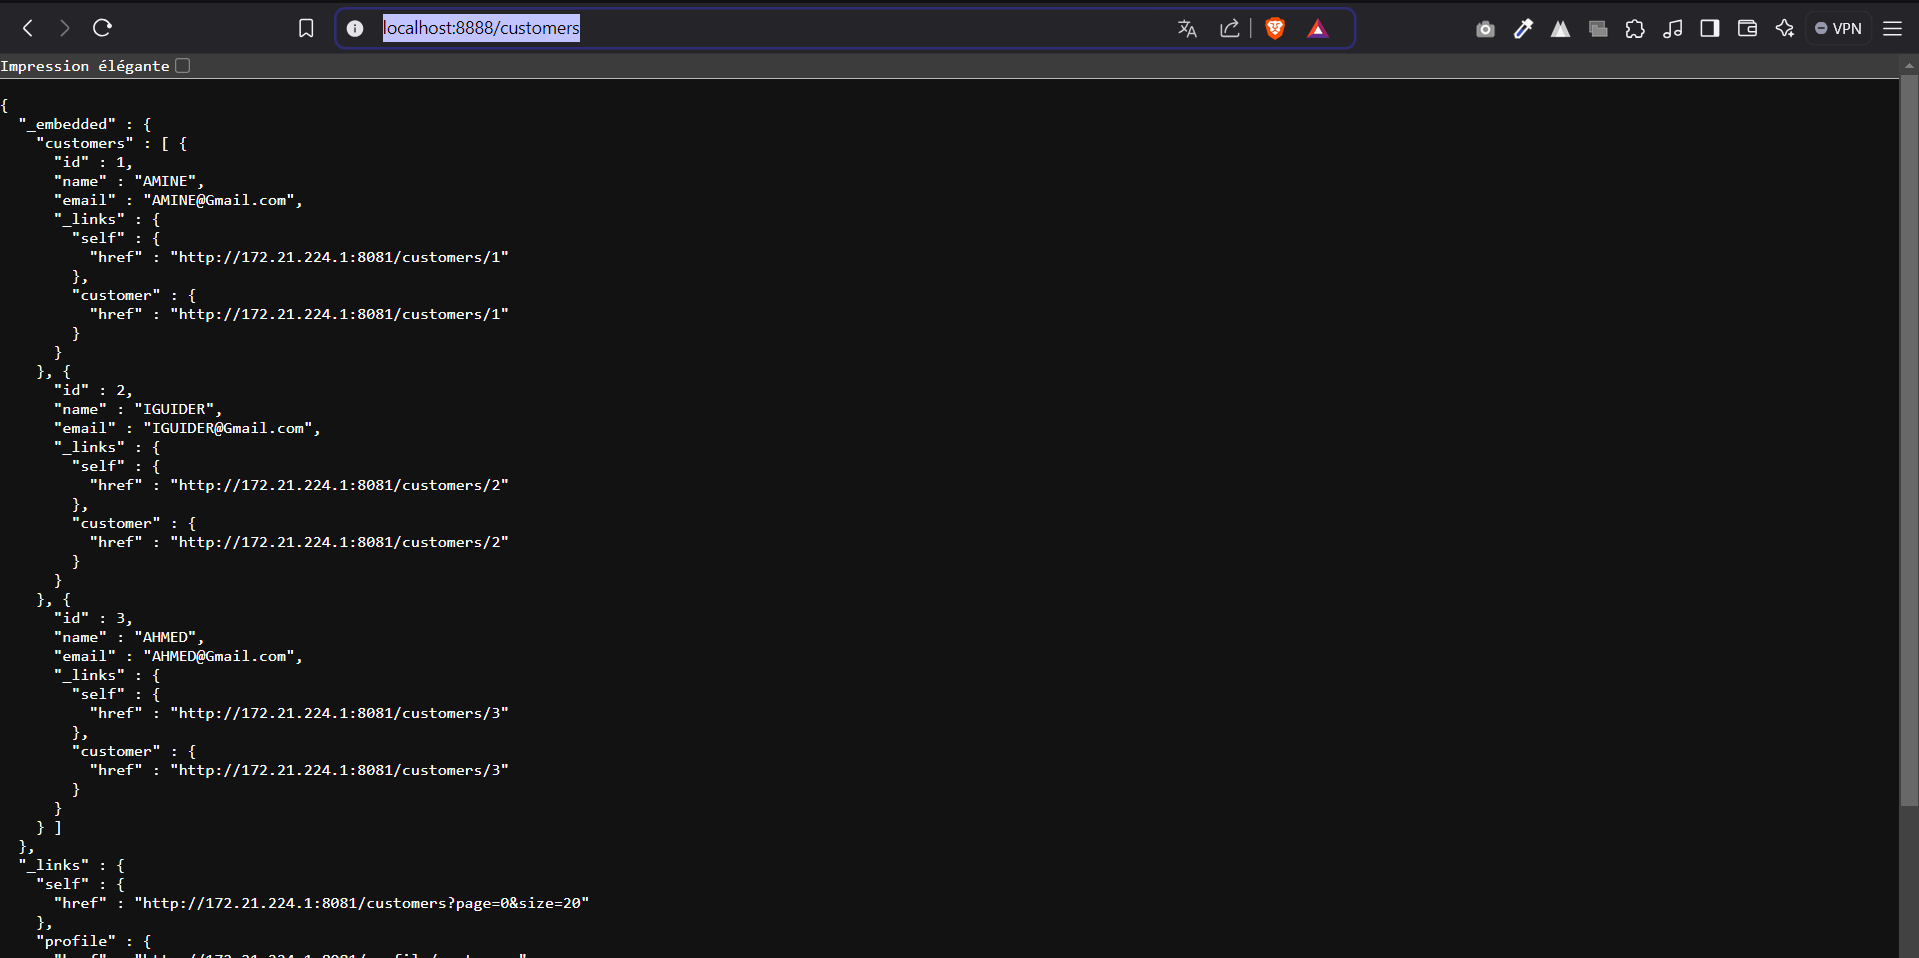 localhost:8888/customers
VPN
Impression élégante
{
  "_embedded" : {
    "customers" : [ {
      "id" : 1,
      "name" : "AMINE",
      "email" : "AMINE@Gmail.com",
      "_links" : {
        "self" : {
          "href" : "http://172.21.224.1:8081/customers/1"
        },
        "customer" : {
          "href" : "http://172.21.224.1:8081/customers/1"
        }
      }
    }, {
      "id" : 2,
      "name" : "IGUIDER",
      "email" : "IGUIDER@Gmail.com",
      "_links" : {
        "self" : {
          "href" : "http://172.21.224.1:8081/customers/2"
        },
        "customer" : {
          "href" : "http://172.21.224.1:8081/customers/2"
        }
      }
    }, {
      "id" : 3,
      "name" : "AHMED",
      "email" : "AHMED@Gmail.com",
      "_links" : {
        "self" : {
          "href" : "http://172.21.224.1:8081/customers/3"
        },
        "customer" : {
          "href" : "http://172.21.224.1:8081/customers/3"
        }
      }
    } ]
  },
  "_links" : {
    "self" : {
      "href" : "http://172.21.224.1:8081/customers?page=0&size=20"
    },
    "profile" : {